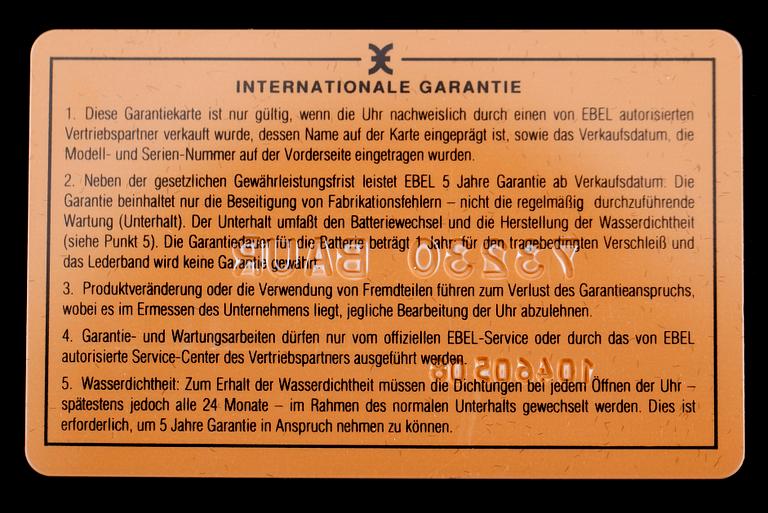 INTERNATIONALE GARANTIE
1. Diese Garantiekarte ist nur gültig, wenn die Uhr nachweislich durch einen von EBEL autorisierten
Vertriebspartner verkauft wurde, dessen Name auf der Karte eingeprägt ist, sowie das Verkaufsdatum, die
Modell- und Serien-Nummer auf der Vorderseite eingetragen wurden.
2. Neben der gesetzlichen Gewährleistungsfrist leistet EBEL 5 Jahre Garantie ab Verkaufsdatum. Die
Garantie beinhaltet nur die Beseitigung von Fabrikationsfehlern – nicht die regelmäßig durchzuführende
Wartung (Unterhalt). Der Unterhalt umfaßt den Batteriewechsel und die Herstellung der Wasserdichtheit
(siehe Punkt 5). Die Garantiedauer für die Batterie beträgt 1 Jahr für den tragebedingten Verschleiß und
das Lederband wird keine Garantie gewährt.
3. Produktveränderung oder die Verwendung von Fremdteilen führen zum Verlust des Garantieanspruchs,
wobei es im Ermessen des Unternehmens liegt, jegliche Bearbeitung der Uhr abzulehnen.
4. Garantie- und Wartungsarbeiten dürfen nur vom offiziellen EBEL-Service oder durch das von EBEL
autorisierte Service-Center des Vertriebspartners ausgeführt werden.
5. Wasserdichtheit: Zum Erhalt der Wasserdichtheit müssen die Dichtungen bei jedem Öffnen der Uhr –
spätestens jedoch alle 24 Monate – im Rahmen des normalen Unterhalts gewechselt werden. Dies ist
erforderlich, um 5 Jahre Garantie in Anspruch nehmen zu können.